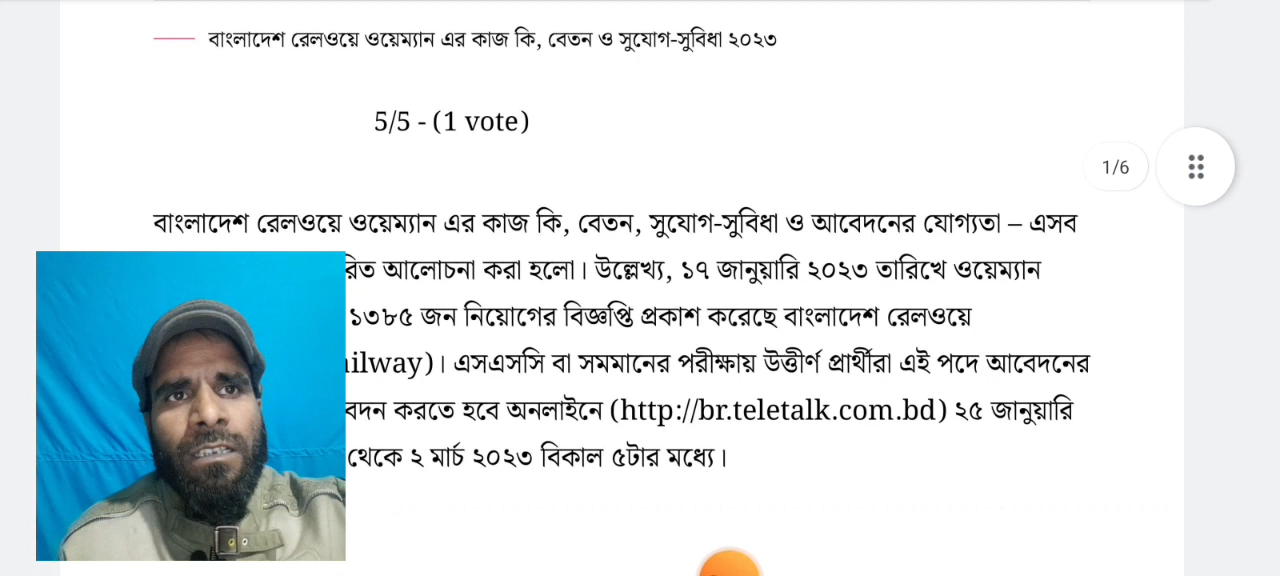 বাংলাদেশ রেলওয়ে ওয়েম্যান এর কাজ কি, বেতন ও সুযোগ-সুবিধা ২০২৩
5/5 - (1 vote)
1/6
বাংলাদেশ রেলওয়ে ওয়েম্যান এর কাজ কি, বেতন, সুযোগ-সুবিধা ও আবেদনের যোগ্যতা – এসব
আলোচনা করা হলো। উল্লেখ্য, ১৭ জানুয়ারি ২০২৩ তারিখে ওয়েম্যান
১৩৮৫ জন নিয়োগের বিজ্ঞপ্তি প্রকাশ করেছে বাংলাদেশ রেলওয়ে
ilway)। এসএসসি বা সমমানের পরীক্ষায় উত্তীর্ণ প্রার্থীরা এই পদে আবেদনের
করতে হবে অনলাইনে (http://br.teletalk.com.bd) ২৫ জানুয়ারি
থেকে ২ মার্চ ২০২৩ বিকাল ৫টার মধ্যে।